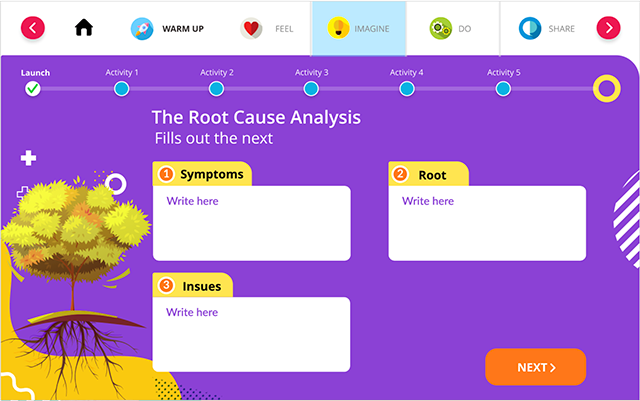 WARM UP
FEEL
IMAGINE
DO
SHARE
Launch
Activity 1
Activity 2
Activity 3
Activity 4
Activity 5
The Root Cause Analysis
Fills out the next
1 Symptoms
Write here
2 Root
Write here
3 Insues
Write here
NEXT